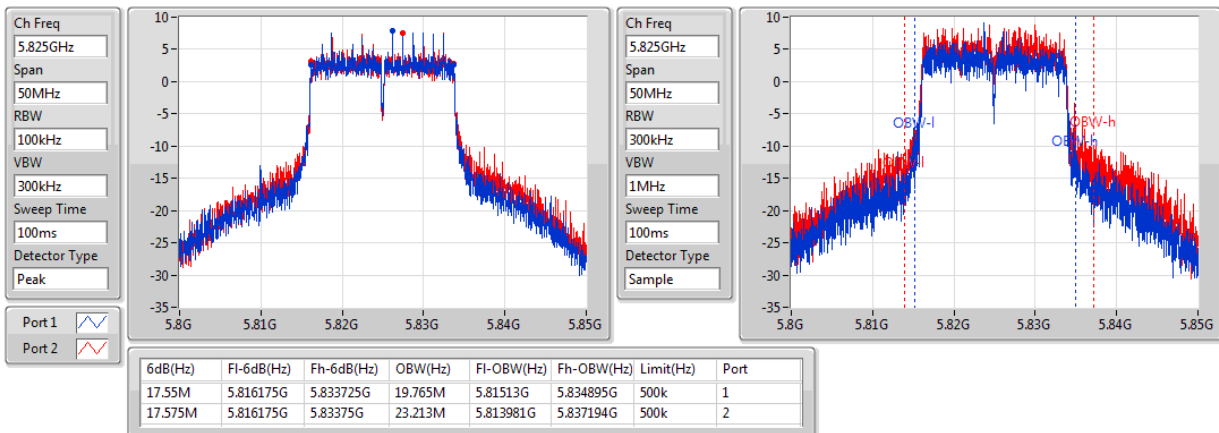 Ch Freq
5.825GHz
Span
50MHz
RBW
100kHz
VBW
300kHz
Sweep Time
100ms
Detector Type
Peak
Port 1
Port 2
10
5
0
-5
-10
-15
-20
-25
-30
-35
5.8G 5.81G 5.82G 5.83G 5.84G 5.85G
Ch Freq
5.825GHz
Span
50MHz
RBW
300kHz
VBW
1MHz
Sweep Time
100ms
Detector Type
Sample
10
5
0
-5
-10
-15
-20
-25
-30
-35
OBW-l
OBW-h
OBW-h
5.8G 5.81G 5.82G 5.83G 5.84G 5.85G
6dB(Hz) Fl-6dB(Hz) Fh-6dB(Hz) OBW(Hz) Fl-OBW(Hz) Fh-OBW(Hz) Limit(Hz) Port
17.55M 5.816175G 5.833725G 19.765M 5.81513G 5.834895G 500k 1
17.575M 5.816175G 5.83375G 23.213M 5.813981G 5.837194G 500k 2